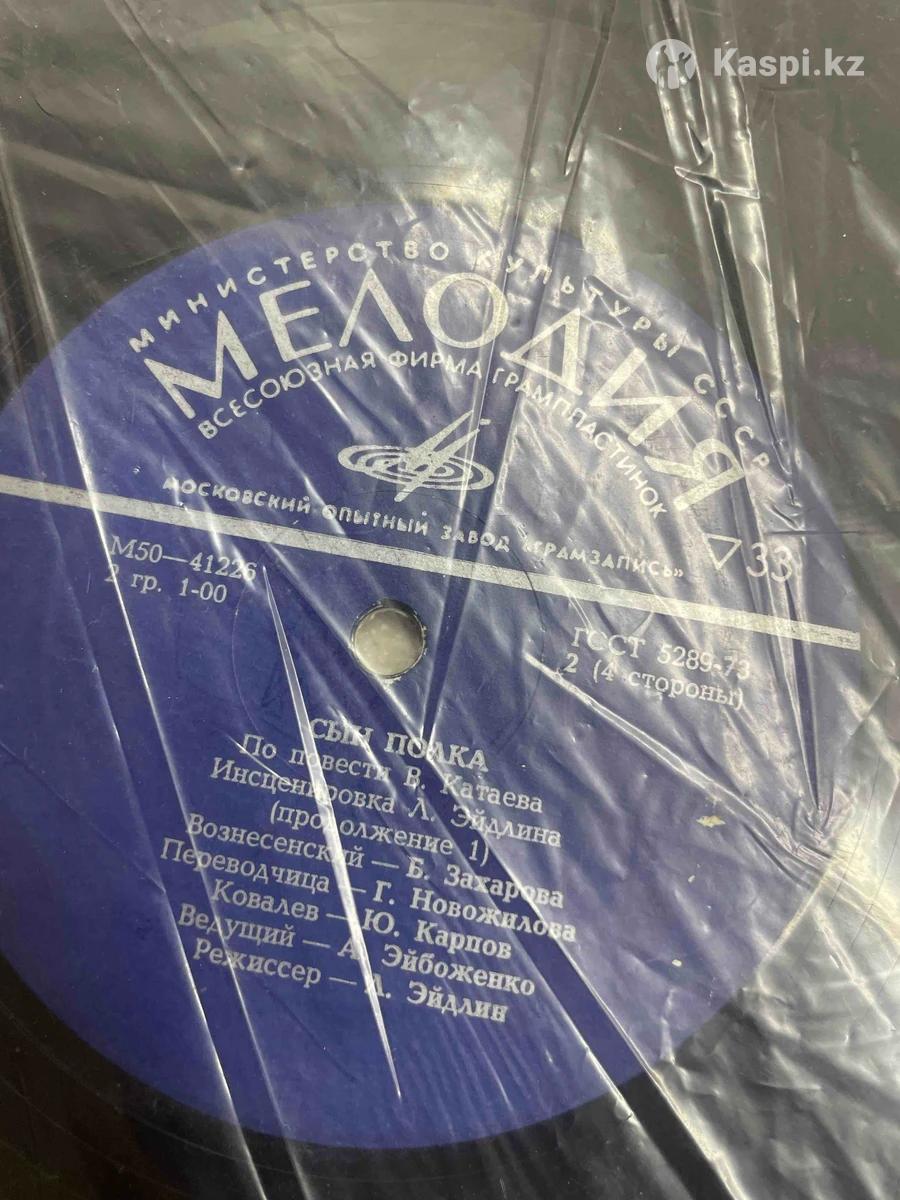 Kaspi.kz
МИНИСТЕРСТВО КУЛЬТУРЫ СССР
МЕЛОДИЯ
ВСЕСОЮЗНАЯ ФИРМА ГРАМПЛАСТИНОК
МОСКОВСКИЙ ОПЫТНЫЙ ЗАВОД «ГРАМЗАПИСЬ»
33
М50—41226
2 гр. 1-00
ГОСТ 5289-73
2 (4 стороны)
СЫН ПОЛКА
По повести В. Катаева
Инсценировка Л. Эйдлина
(продолжение 1)
Вознесенский — Б. Захарова
Переводчица — Г. Новожилова
Ковалев — Ю. Карпов
Ведущий — А. Эйбоженко
Режиссер — Л. Эйдлин